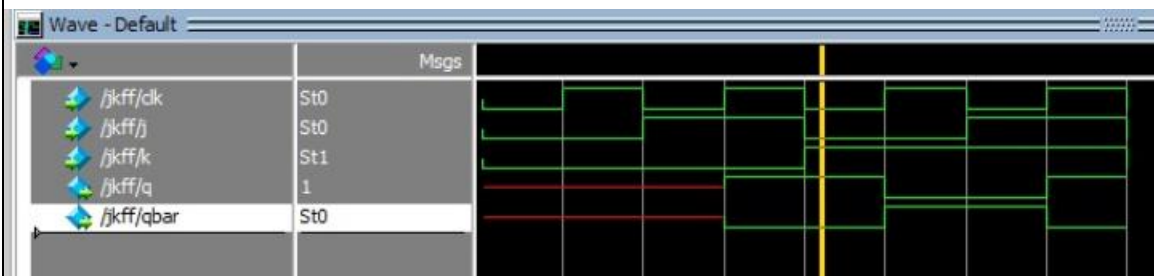 Wave - Default
Msgs
/jkff/clk St0
/jkff/j St0
/jkff/k St1
/jkff/q 1
/jkff/qbar St0